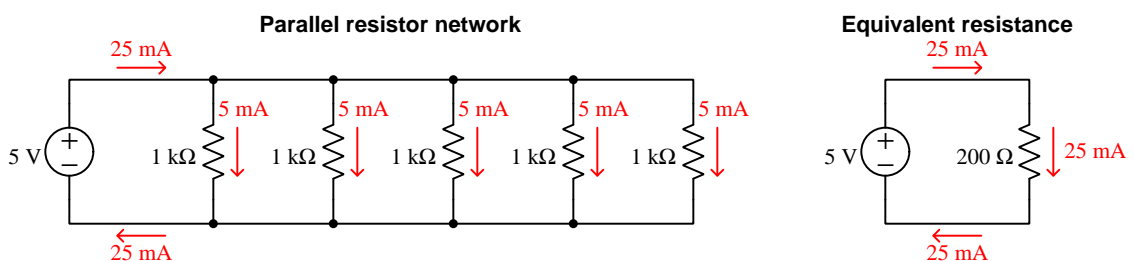 Parallel resistor network
Equivalent resistance
25 mA
25 mA
5 mA
5 mA
5 mA
5 mA
5 mA
5 V
+
−
1 kΩ
1 kΩ
1 kΩ
1 kΩ
1 kΩ
5 V
+
−
200 Ω
25 mA
25 mA
25 mA